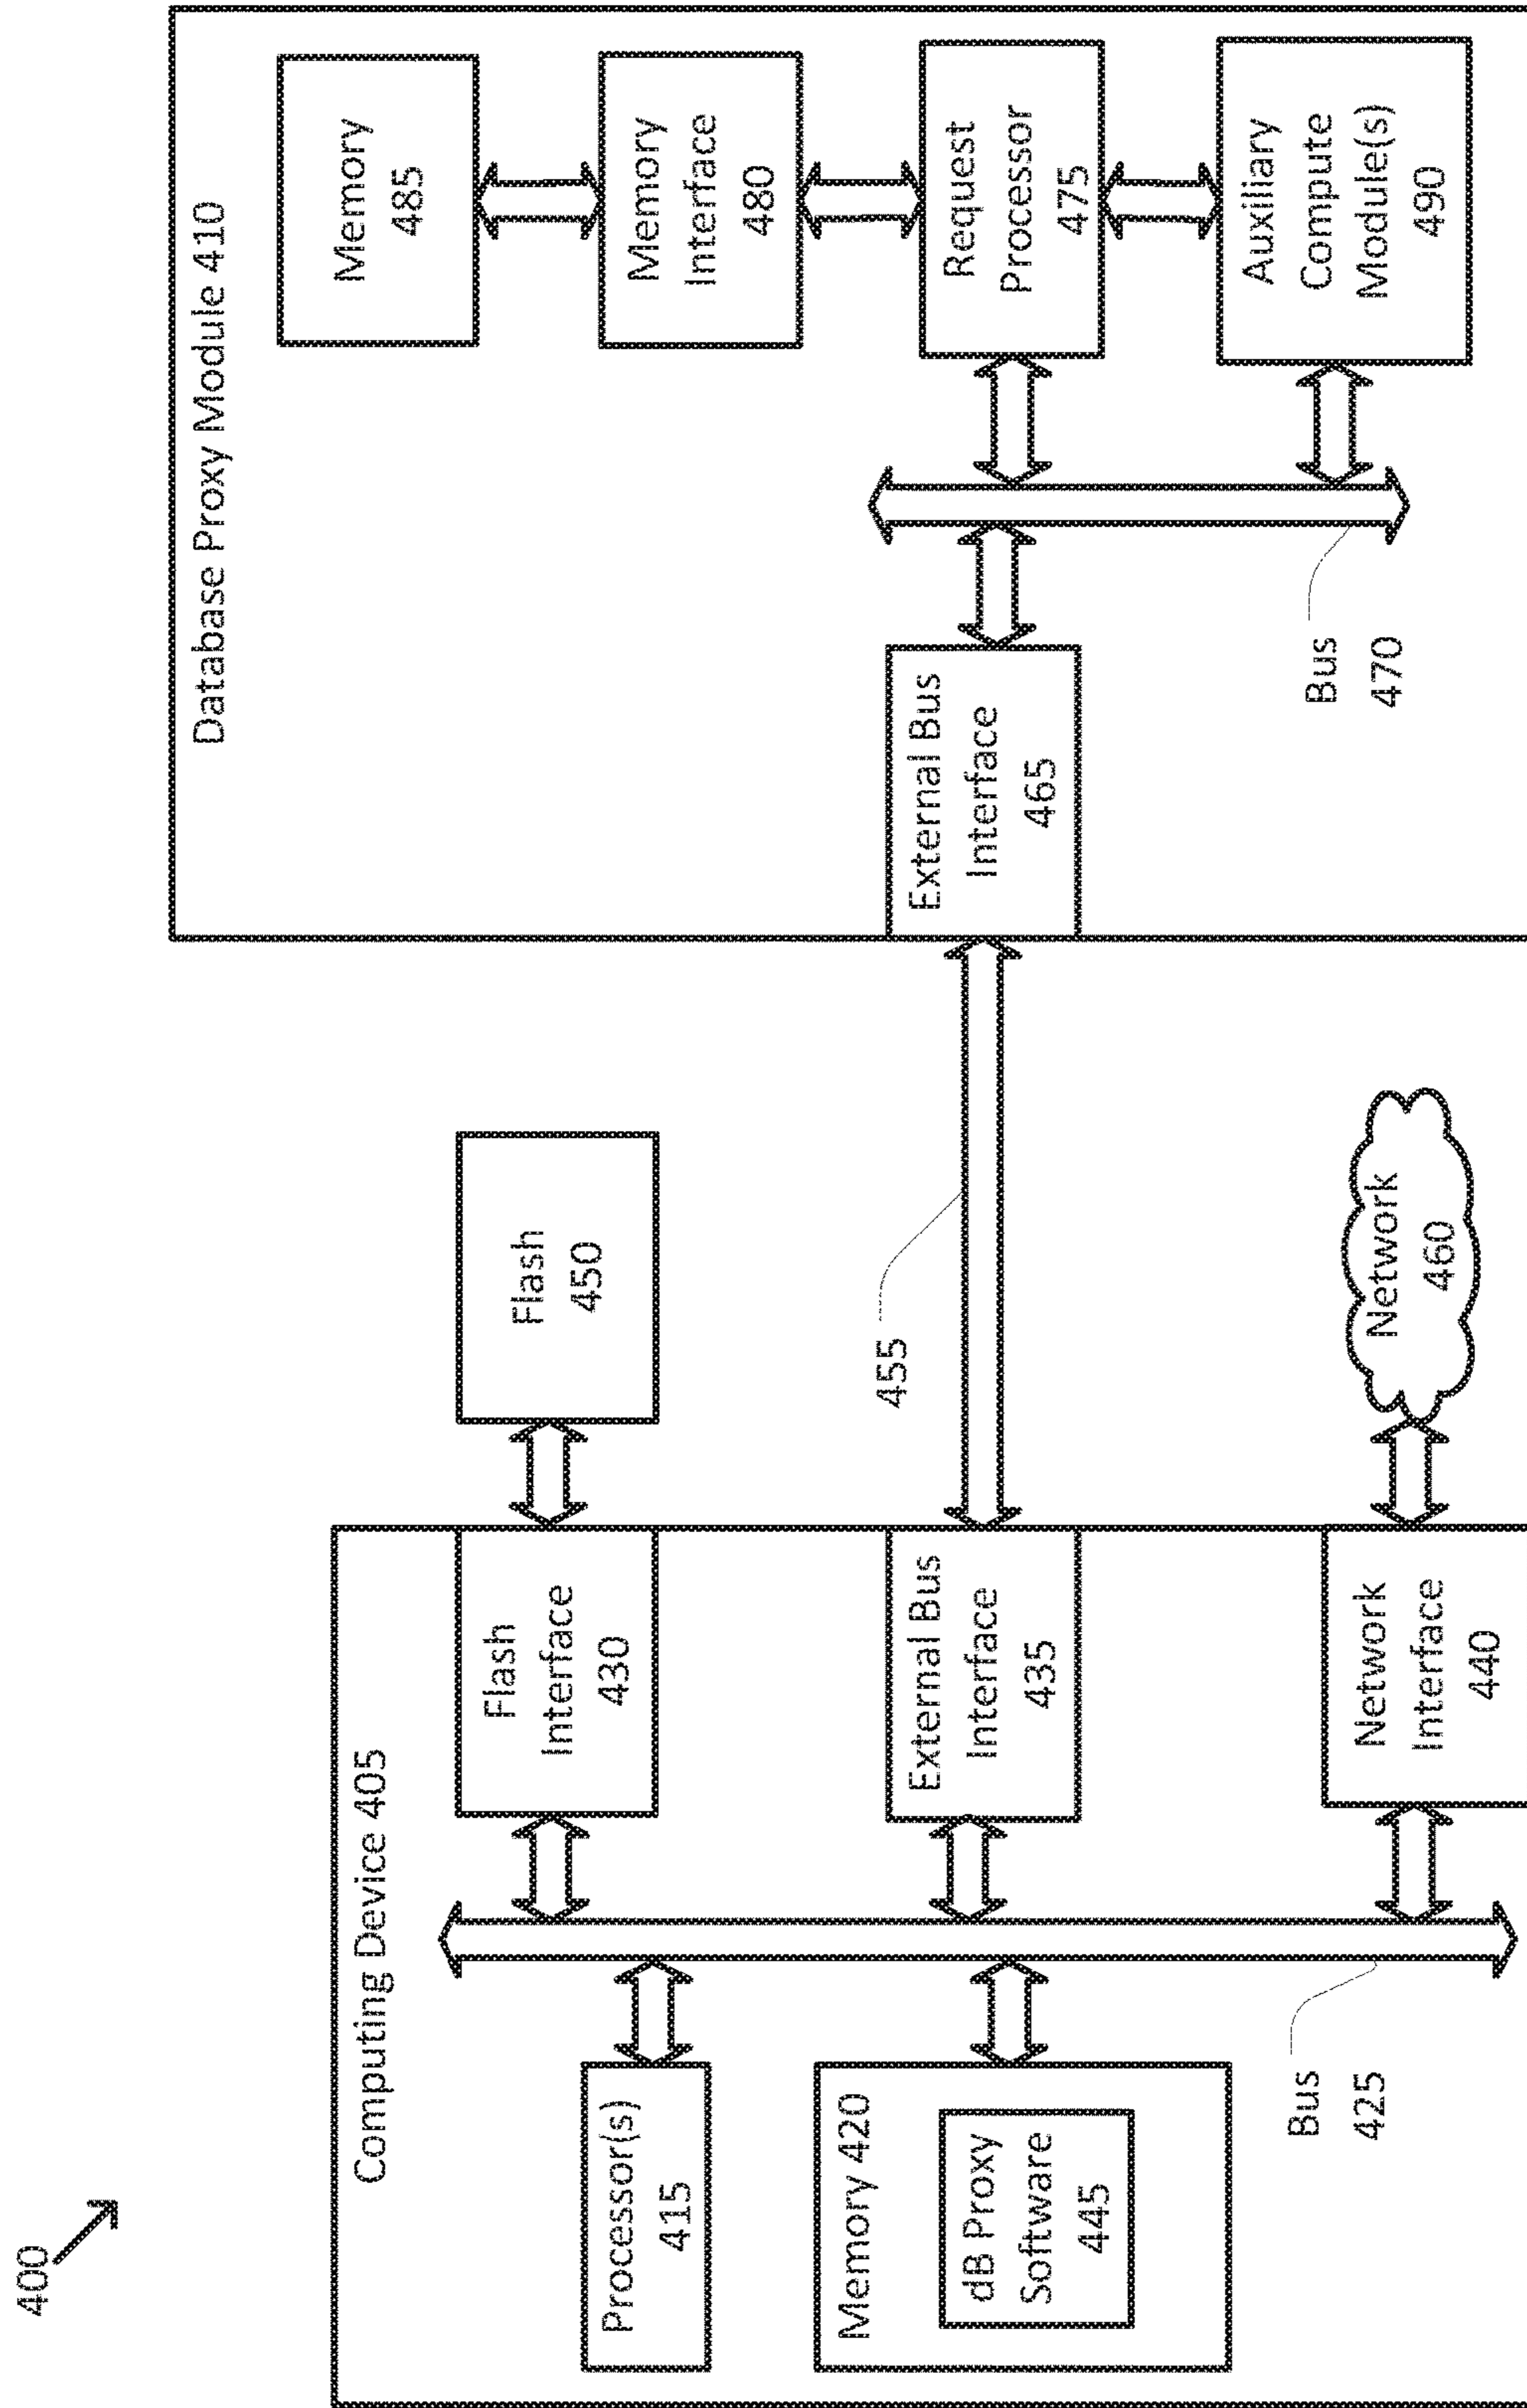 400
Computing Device 405
Processor(s)
415
Memory 420
dB Proxy
Software
445
Bus
425
Flash
Interface
430
External Bus
Interface
435
Network
Interface
440
Flash
450
455
Network
460
Database Proxy Module 410
External Bus
Interface
465
Bus
470
Memory
485
Memory
Interface
480
Request
Processor
475
Auxiliary
Compute
Module(s)
490